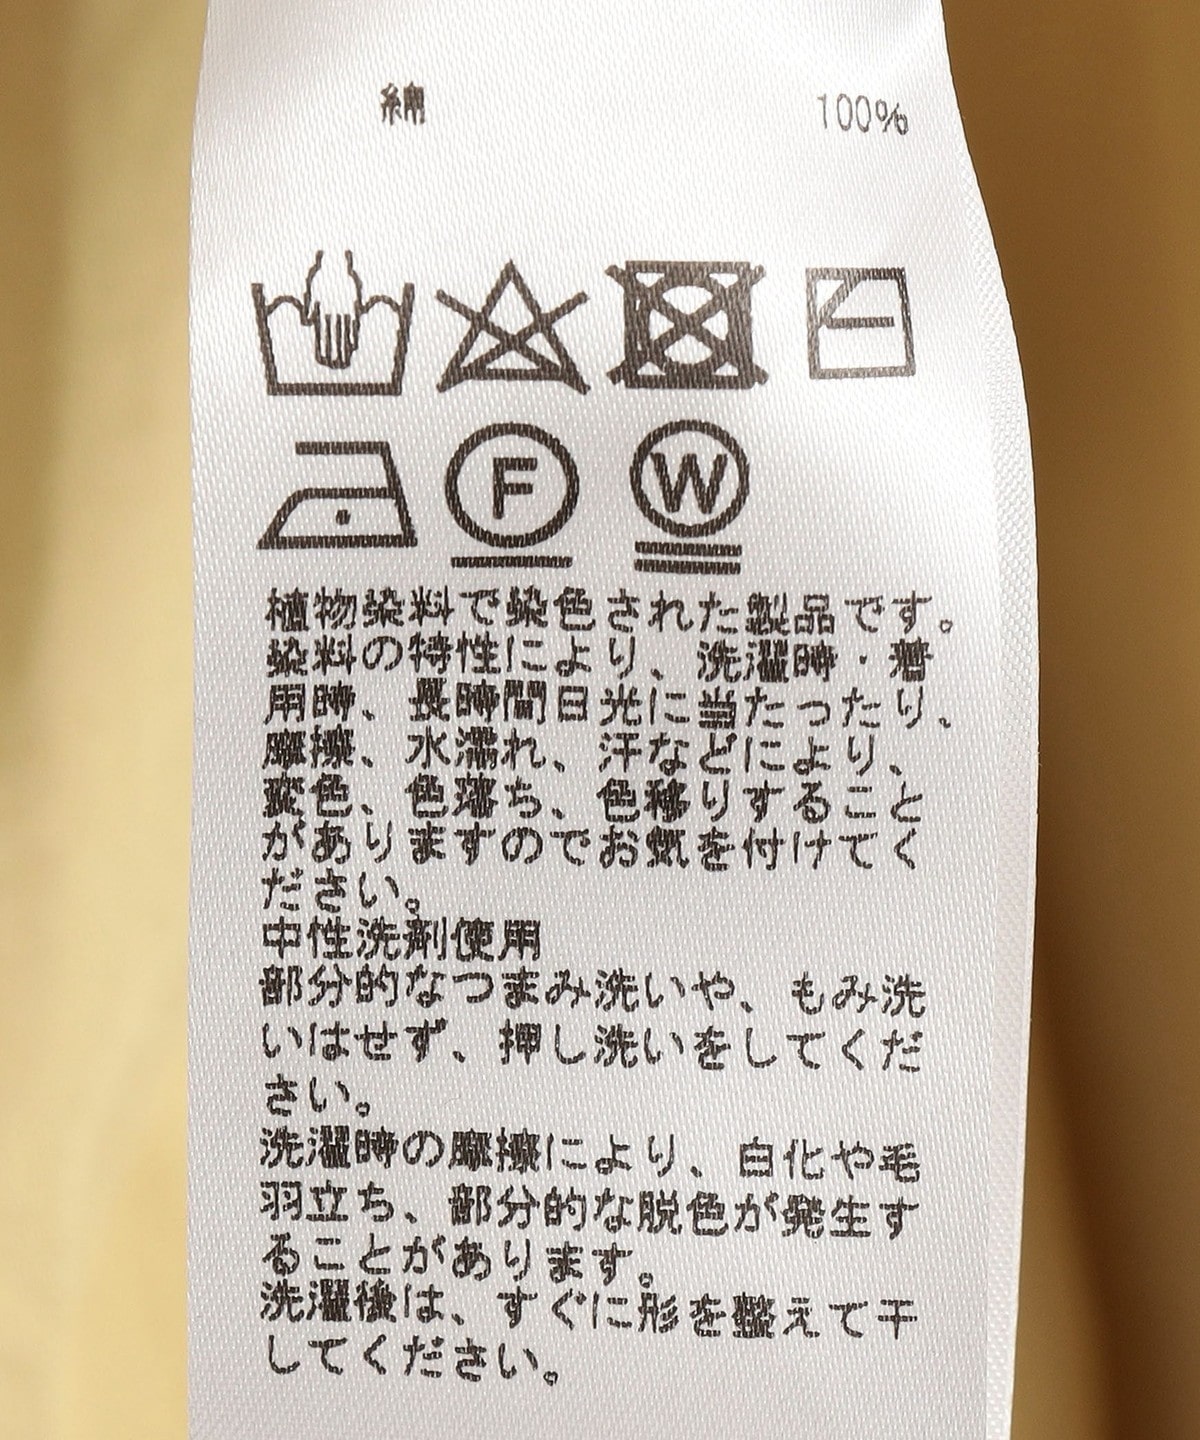 綿 100%
F W
植物染料で染色された製品です。
染料の特性により、洗濯時・着
用時、長時間日光に当たったり、
摩擦、水濡れ、汗などにより、
変色、色落ち、色移りすること
がありますのでお気を付けてく
ださい。
中性洗剤使用
部分的なつまみ洗いや、もみ洗
いはせず、押し洗いをしてくだ
さい。
洗濯時の摩擦により、白化や毛
羽立ち、部分的な脱色が発生す
ることがあります。
洗濯後は、すぐに形を整えて干
してください。